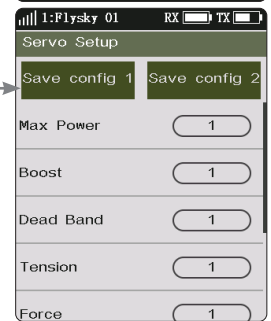 1:Flysky 01 RX TX
Servo Setup
Save config 1 Save config 2
Max Power 1
Boost 1
Dead Band 1
Tension 1
Force 1